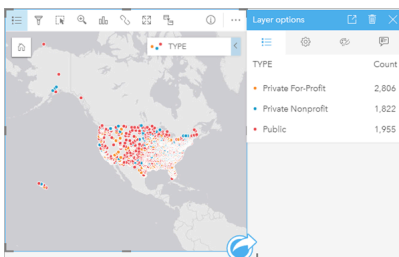 TYPE
Layer options
TYPE Count
Private For-Profit 2,806
Private Nonprofit 1,822
Public 1,955